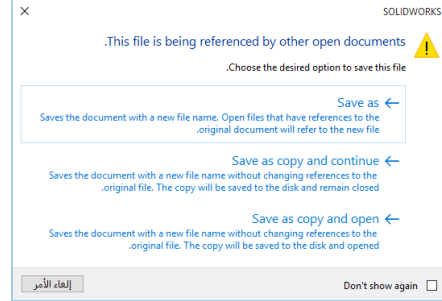 SOLIDWORKS
.This file is being referenced by other open documents
.Choose the desired option to save this file
Save as
Saves the document with a new file name. Open files that have references to the
.original document will refer to the new file
Save as copy and continue
Saves the document with a new file name without changing references to the
.original file. The copy will be saved to the disk and remain closed
Save as copy and open
Saves the document with a new file name without changing references to the
.original file. The copy will be saved to the disk and opened
Don't show again
إلغاء الأمر